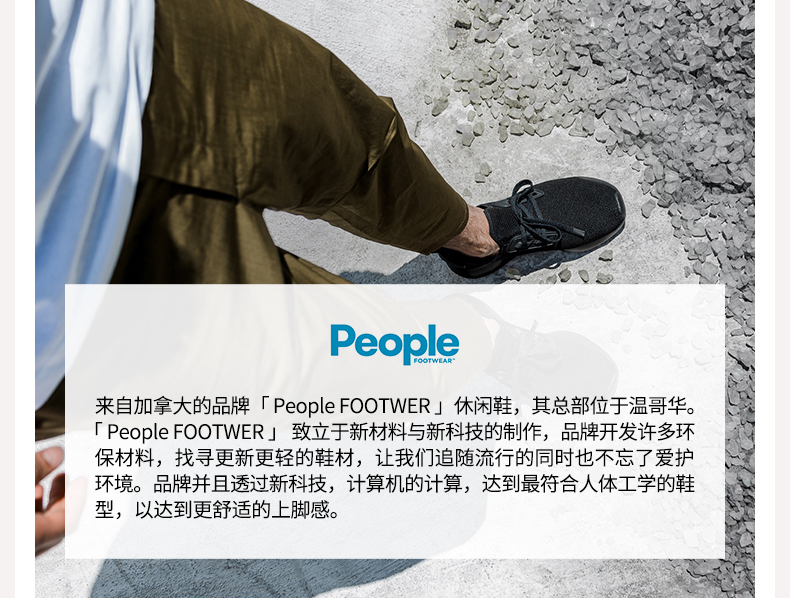 People
FOOTWEAR™
来自加拿大的品牌「 People FOOTWER 」休闲鞋，其总部位于温哥华。
「 People FOOTWER 」 致立于新材料与新科技的制作，品牌开发许多环
保材料，找寻更新更轻的鞋材，让我们追随流行的同时也不忘了爱护
环境。品牌并且透过新科技，计算机的计算，达到最符合人体工学的鞋
型，以达到更舒适的上脚感。